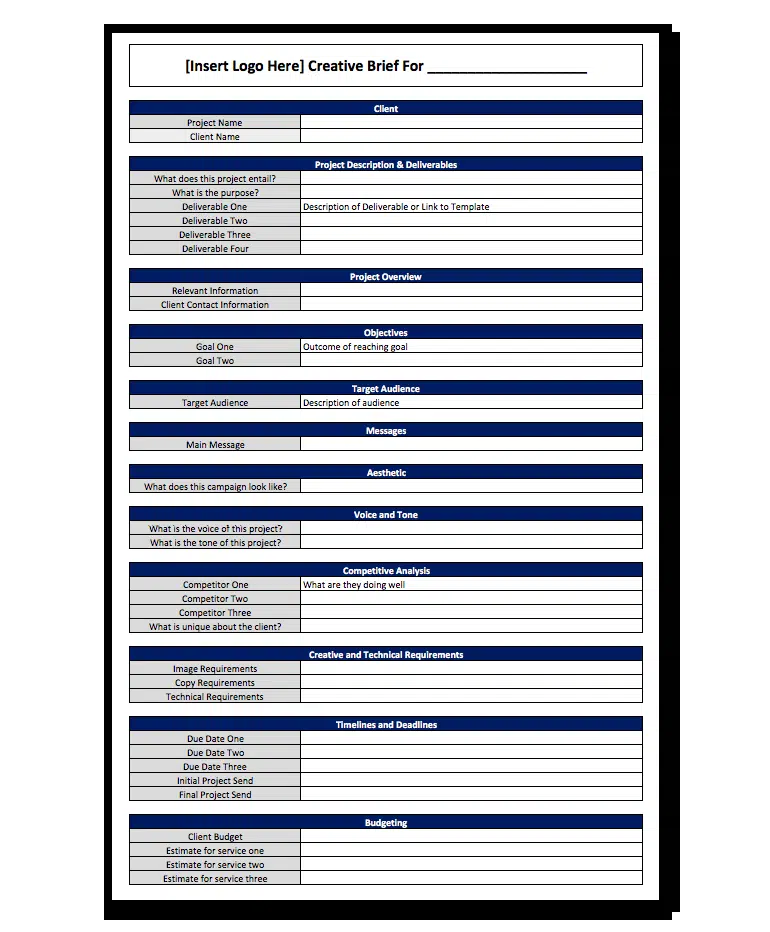 [Insert Logo Here] Creative Brief For ____________________
Client
Project Name
Client Name
Project Description & Deliverables
What does this project entail?
What is the purpose?
Deliverable One Description of Deliverable or Link to Template
Deliverable Two
Deliverable Three
Deliverable Four
Project Overview
Relevant Information
Client Contact Information
Objectives
Goal One Outcome of reaching goal
Goal Two
Target Audience
Target Audience Description of audience
Messages
Main Message
Aesthetic
What does this campaign look like?
Voice and Tone
What is the voice of this project?
What is the tone of this project?
Competitive Analysis
Competitor One What are they doing well
Competitor Two
Competitor Three
What is unique about the client?
Creative and Technical Requirements
Image Requirements
Copy Requirements
Technical Requirements
Timelines and Deadlines
Due Date One
Due Date Two
Due Date Three
Initial Project Send
Final Project Send
Budgeting
Client Budget
Estimate for service one
Estimate for service two
Estimate for service three